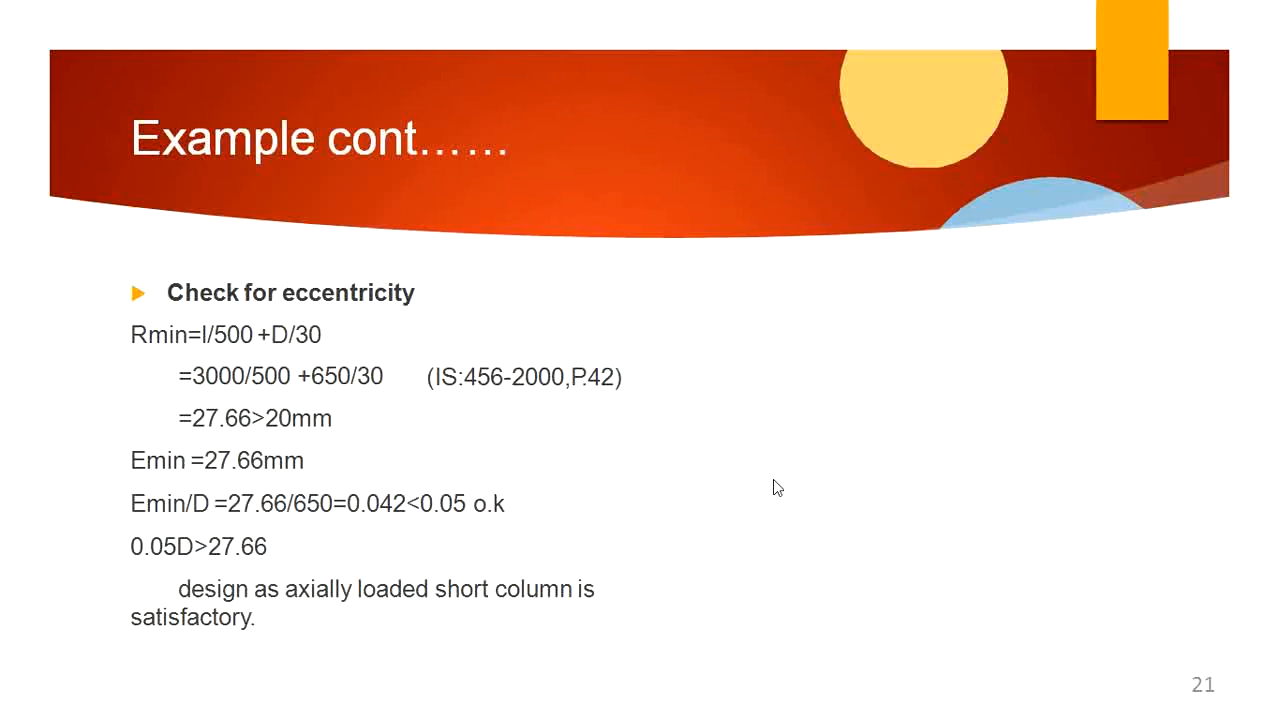 Example cont……
Check for eccentricity
Rmin=l/500 +D/30
=3000/500 +650/30 (IS:456-2000,P.42)
=27.66>20mm
Emin =27.66mm
Emin/D =27.66/650=0.042<0.05 o.k
0.05D>27.66
design as axially loaded short column is
satisfactory.
21